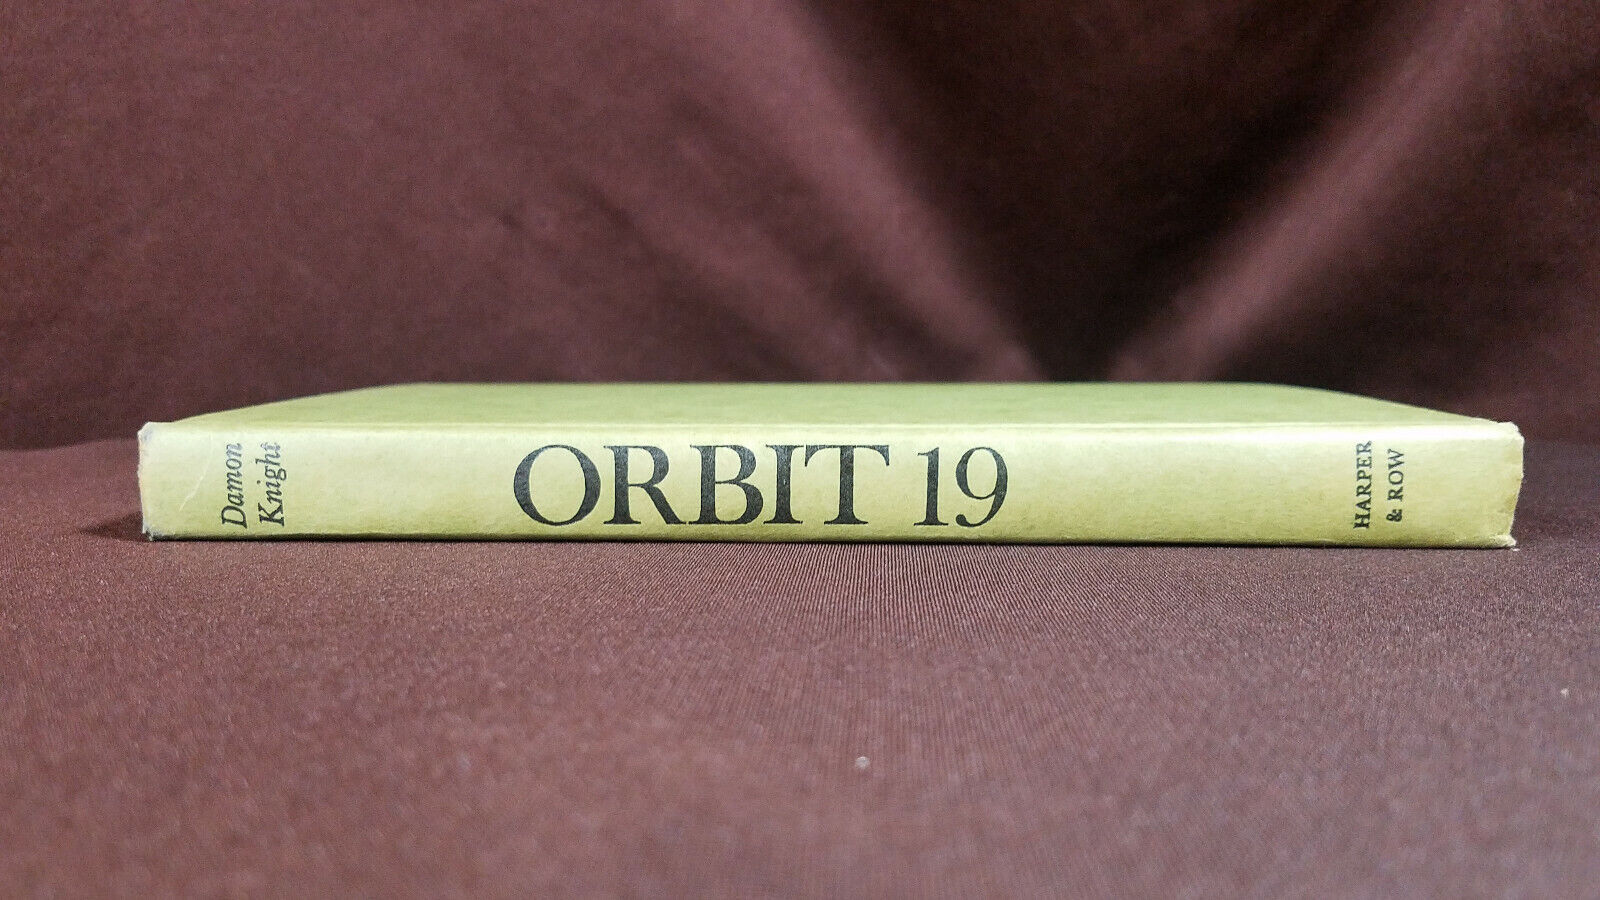 Damon
Knight
ORBIT 19
HARPER
& ROW